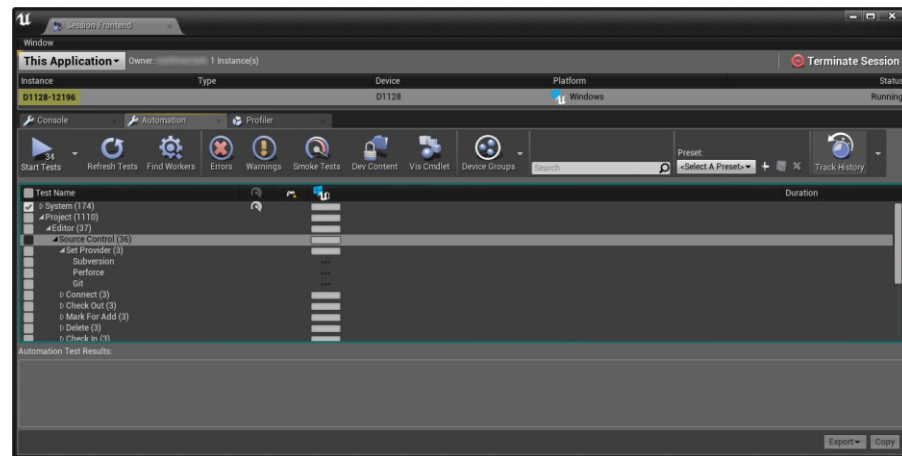 Session Frontend
Window
This Application Owner: 1 Instance(s) Terminate Session
Instance Type Device Platform Status
D1128-12196 D1128 Windows Running
Console Automation Profiler
34
Start Tests Refresh Tests Find Workers Errors Warnings Smoke Tests Dev Content Vis Cmdlet Device Groups Search Preset: <Select A Preset> Track History
Test Name Duration
System (174)
Project (1110)
Editor (37)
Source Control (36)
Set Provider (3)
Subversion
Perforce
Git
Connect (3)
Check Out (3)
Mark For Add (3)
Delete (3)
Check In (3)
Automation Test Results:
Export Copy